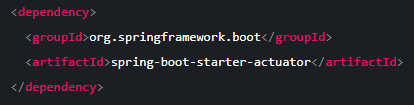 <dependency>
<groupId>org.springframework.boot</groupId>
<artifactId>spring-boot-starter-actuator</artifactId>
</dependency>